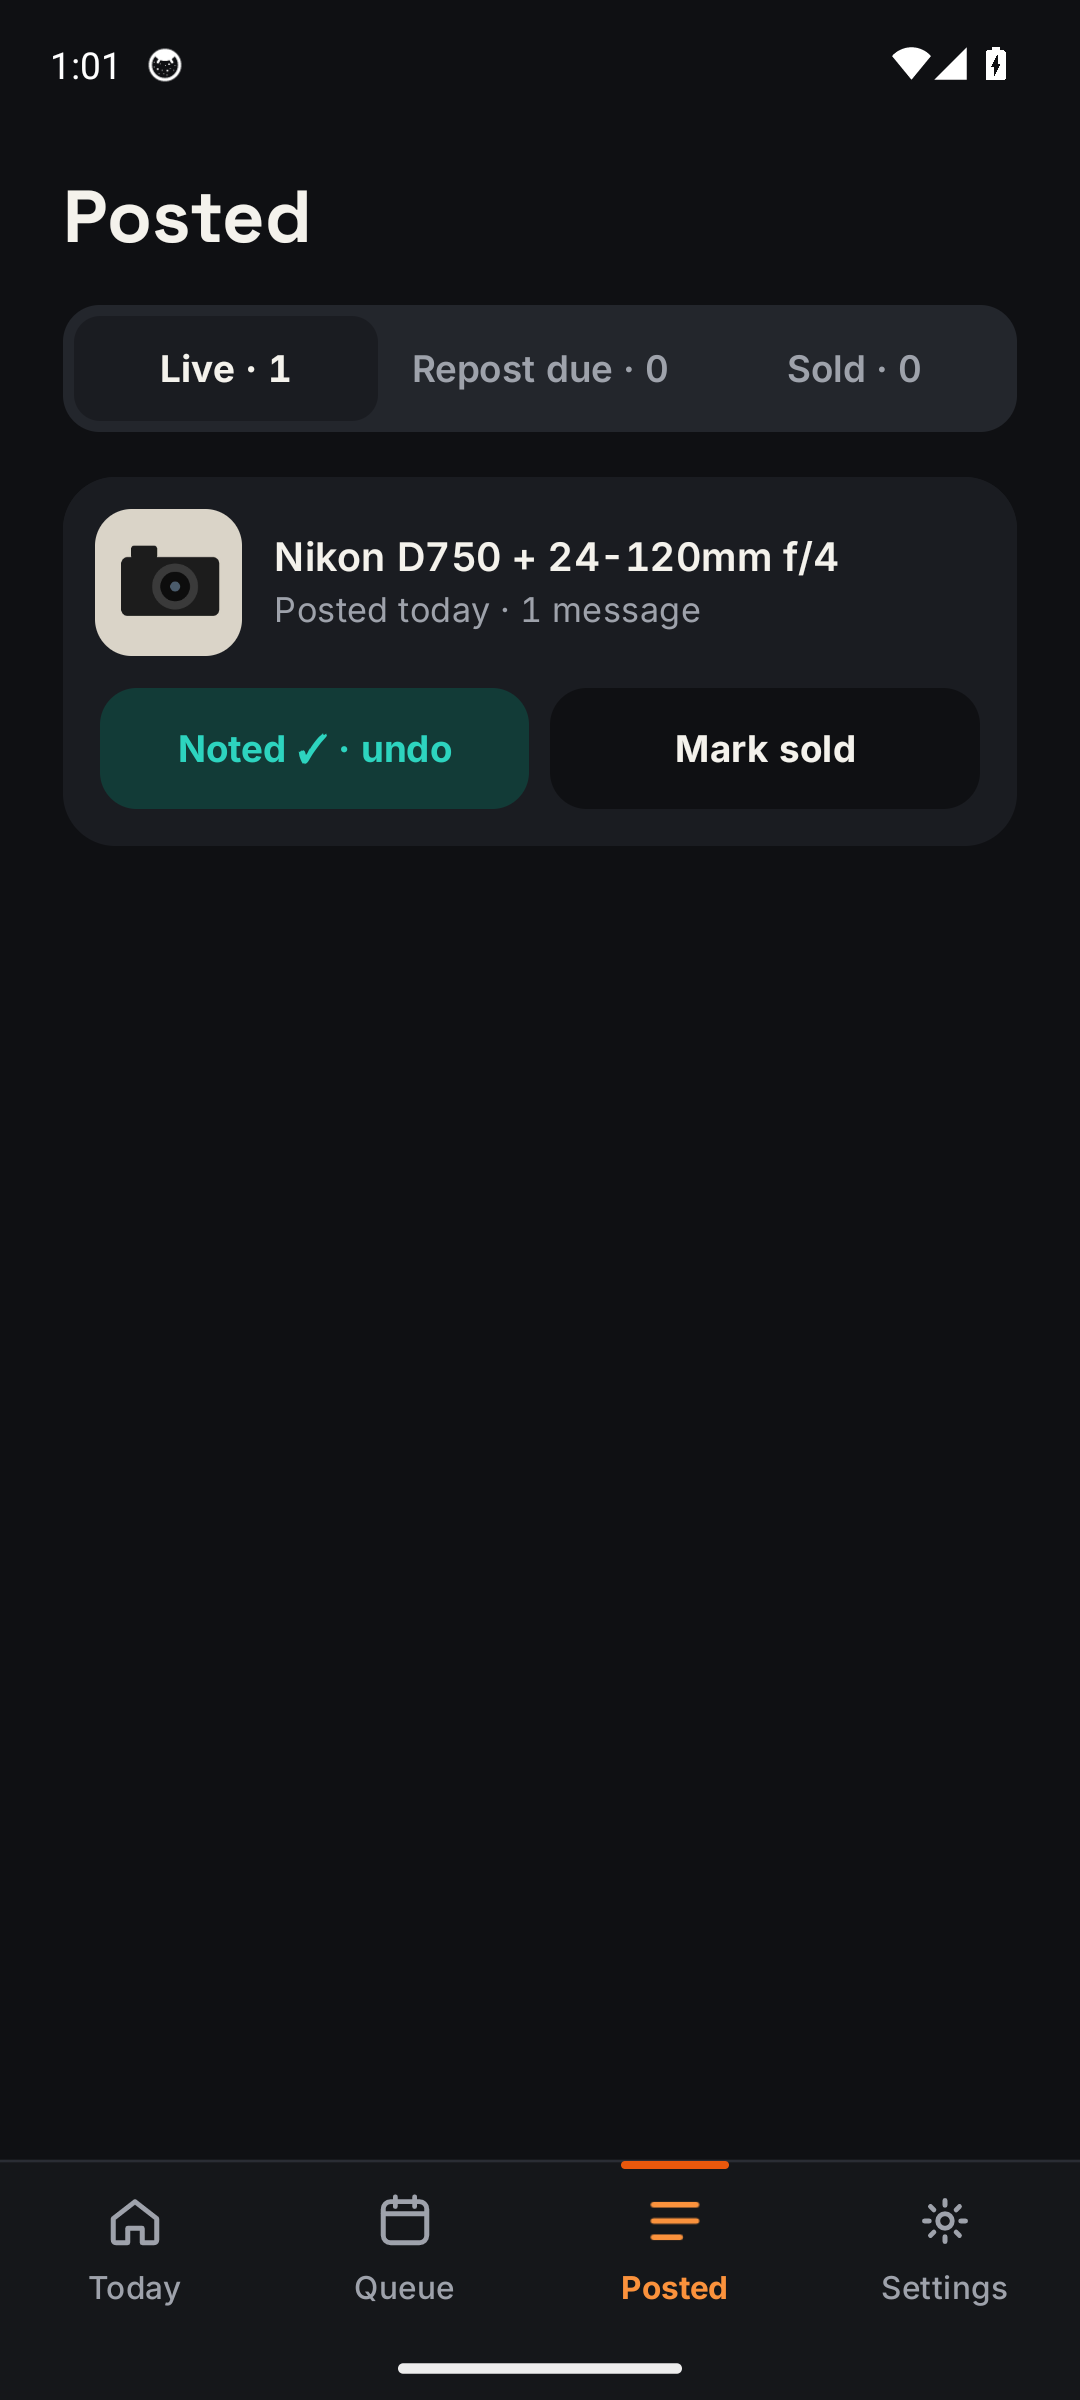 1:01
Posted
Live · 1
Repost due · 0
Sold · 0
Nikon D750 + 24-120mm f/4
Posted today · 1 message
Noted ✓ · undo
Mark sold
Today
Queue
Posted
Settings